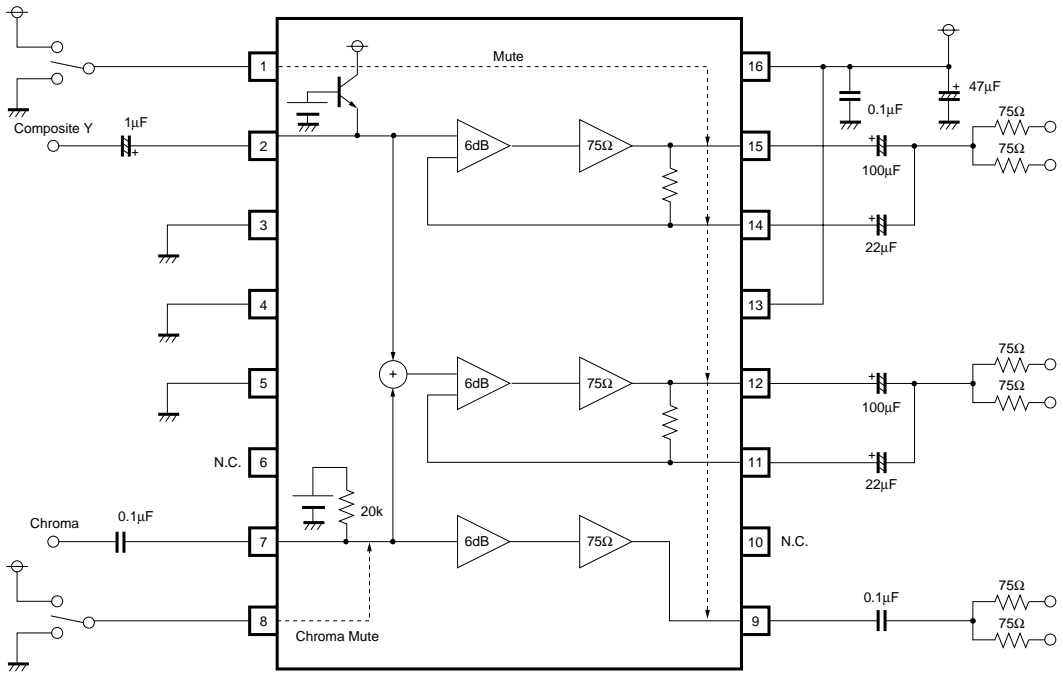 Mute
1
16
0.1µF
+
47µF
Composite Y
1µF
+
2
6dB
75Ω
15
+
100µF
75Ω
75Ω
3
14
+
22µF
4
13
5
+
6dB
75Ω
12
+
100µF
75Ω
75Ω
N.C.
6
11
+
22µF
20k
Chroma
0.1µF
7
6dB
75Ω
10
N.C.
8
Chroma Mute
9
0.1µF
75Ω
75Ω